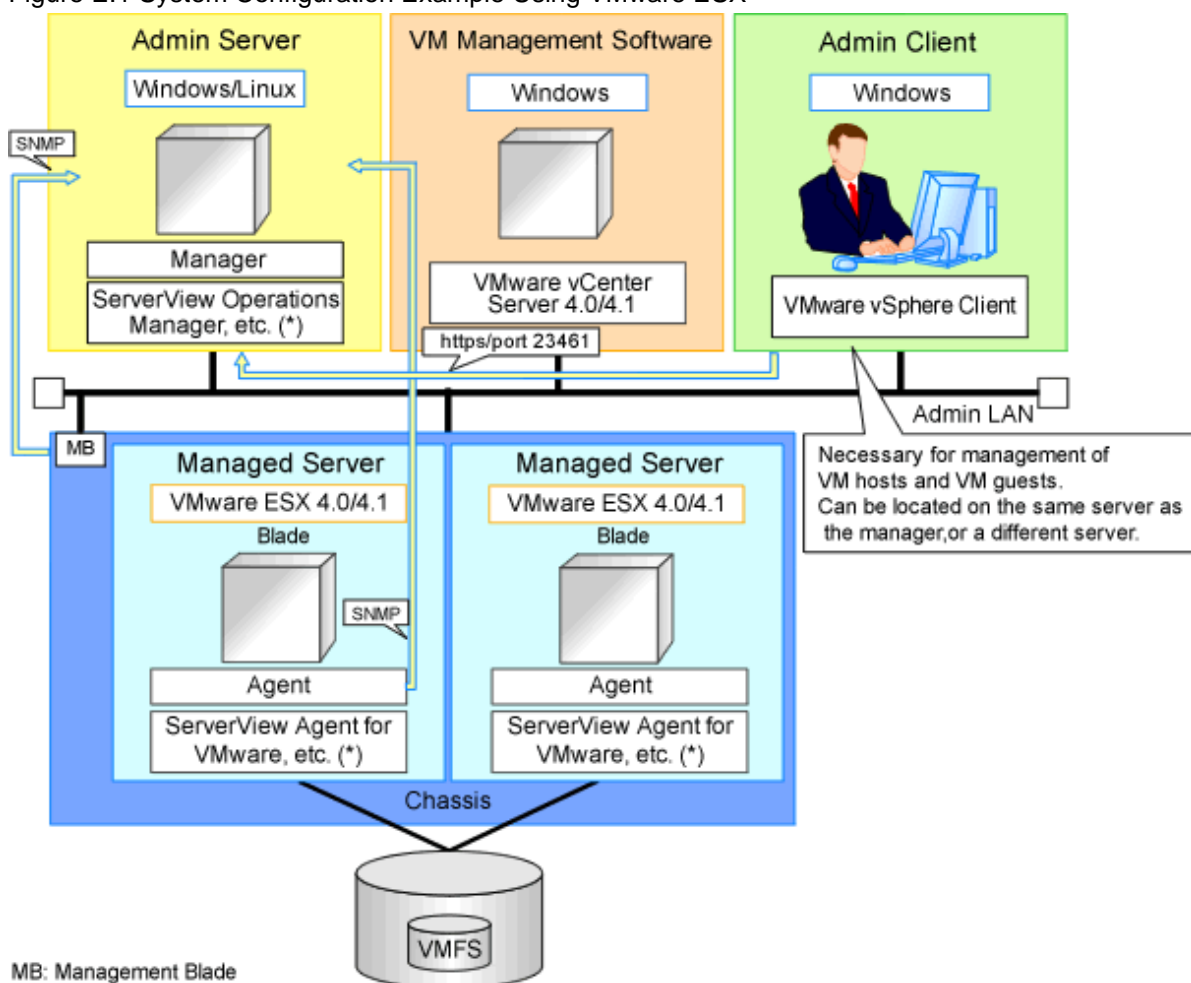 Admin Server
Windows/Linux
SNMP
Manager
ServerView Operations
Manager, etc. (*)
VM Management Software
Windows
VMware vCenter
Server 4.0/4.1
https/port 23461
Admin Client
Windows
VMware vSphere Client
Admin LAN
Necessary for management of
VM hosts and VM guests.
Can be located on the same server as
the manager,or a different server.
MB
Managed Server
VMware ESX 4.0/4.1
Blade
SNMP
Agent
ServerView Agent for
VMware, etc. (*)
Managed Server
VMware ESX 4.0/4.1
Blade
Agent
ServerView Agent for
VMware, etc. (*)
Chassis
VMFS
MB: Management Blade